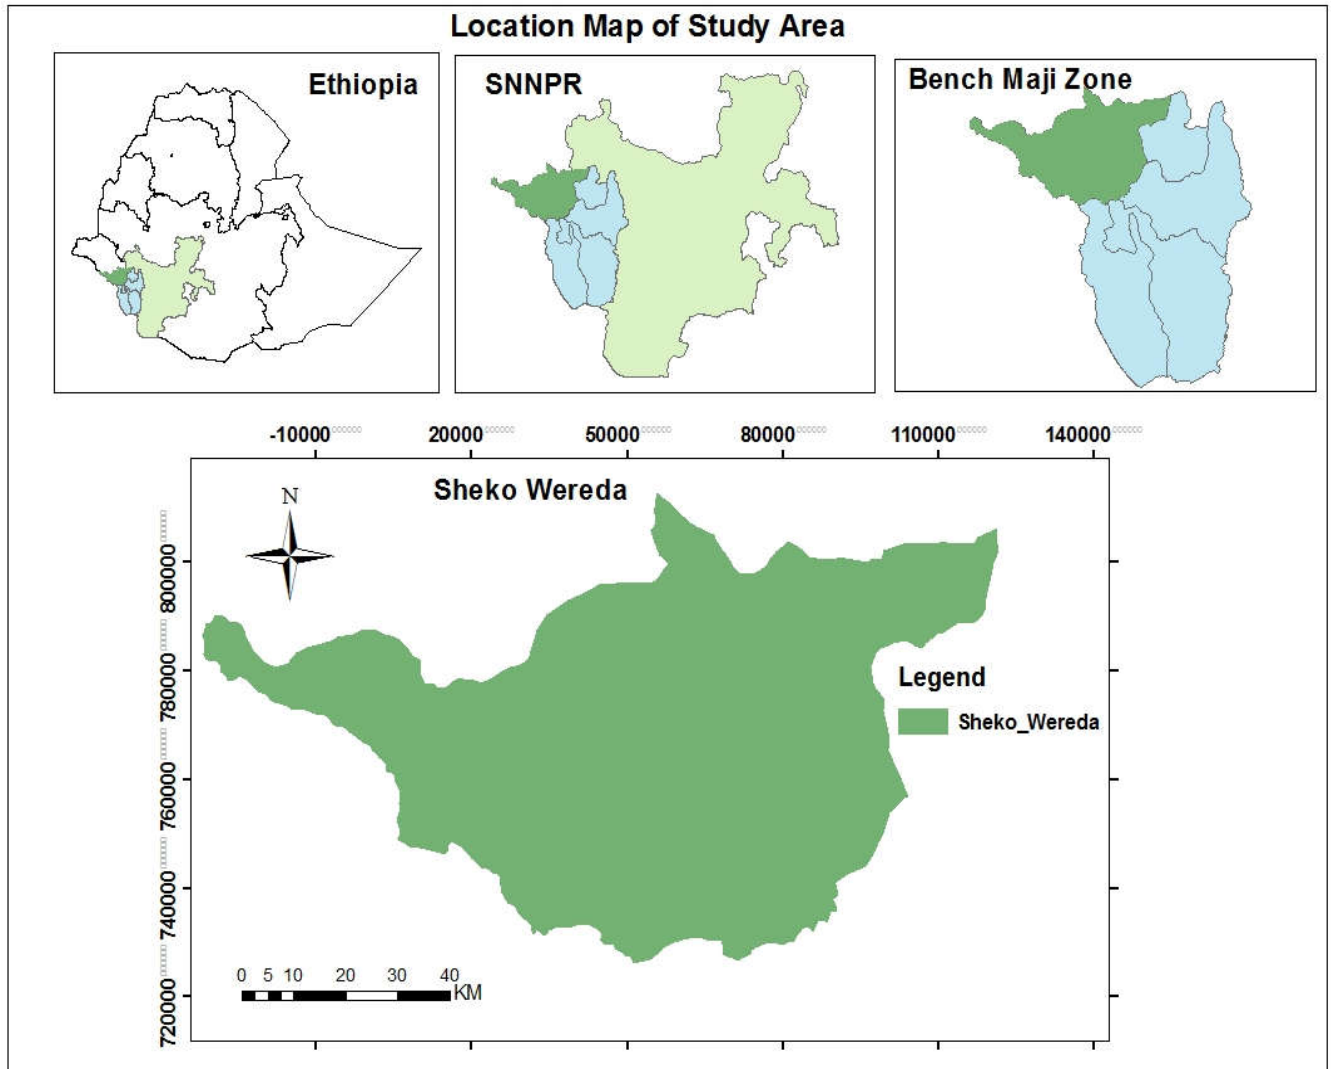 Location Map of Study Area
Ethiopia
SNNPR
Bench Maji Zone
-10000 20000 50000 80000 110000 140000
Sheko Wereda
N
800000
780000
760000
740000
720000
Legend
Sheko_Wereda
0 5 10 20 30 40
KM